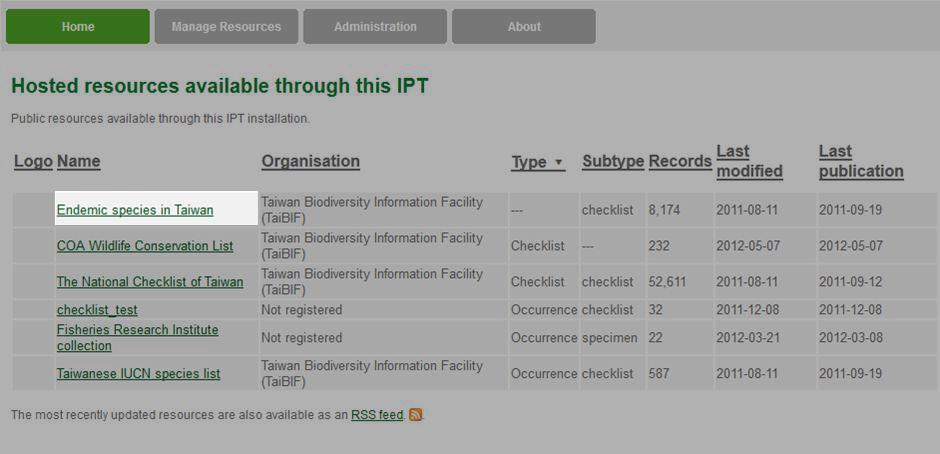 Home Manage Resources Administration About
Hosted resources available through this IPT
Public resources available through this IPT installation.
Logo Name Organisation Type ▼ Subtype Records Last modified Last publication
Endemic species in Taiwan Taiwan Biodiversity Information Facility (TaiBIF) --- checklist 8,174 2011-08-11 2011-09-19
COA Wildlife Conservation List Taiwan Biodiversity Information Facility (TaiBIF) Checklist --- 232 2012-05-07 2012-05-07
The National Checklist of Taiwan Taiwan Biodiversity Information Facility (TaiBIF) Checklist checklist 52,611 2011-08-11 2011-09-12
checklist_test Not registered Occurrence checklist 32 2011-12-08 2011-12-08
Fisheries Research Institute collection Not registered Occurrence specimen 22 2012-03-21 2012-03-08
Taiwanese IUCN species list Taiwan Biodiversity Information Facility (TaiBIF) Occurrence checklist 587 2011-08-11 2011-09-19
The most recently updated resources are also available as an RSS feed.